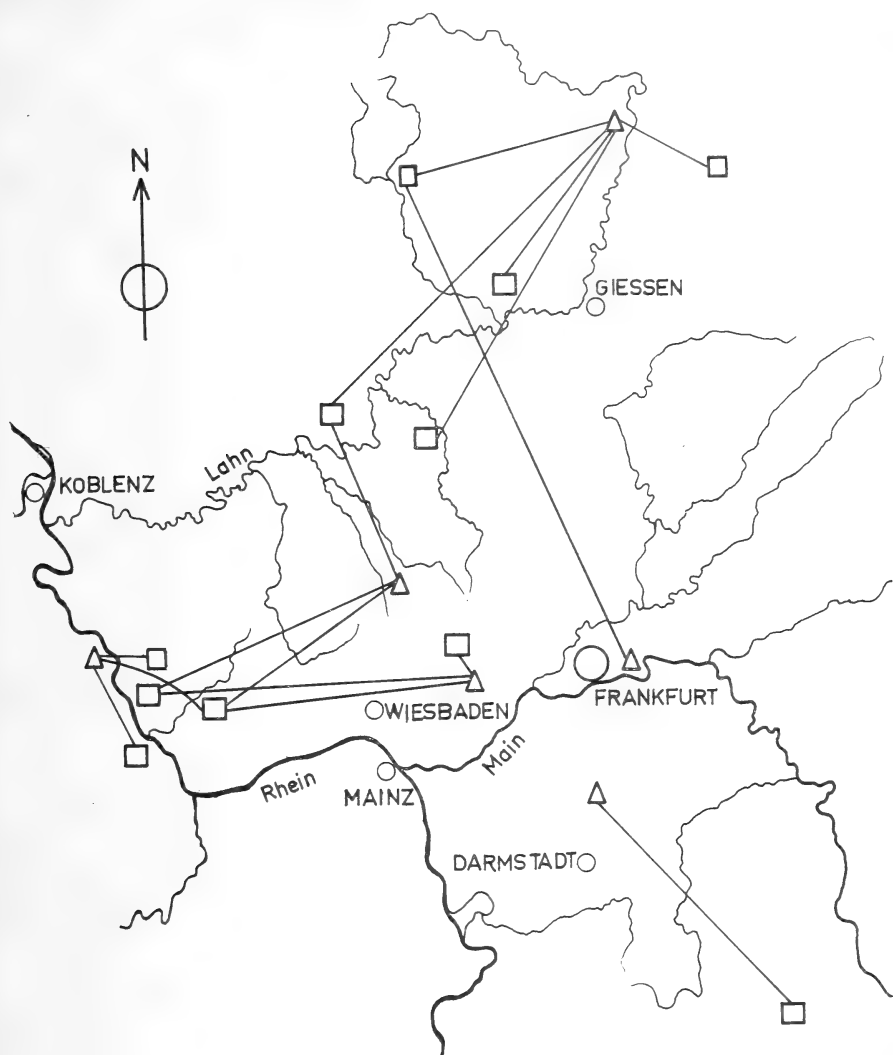 N
GIESSEN
Lahn
KOBLENZ
FRANKFURT
WIESBADEN
Main
Rhein
MAINZ
DARMSTADT